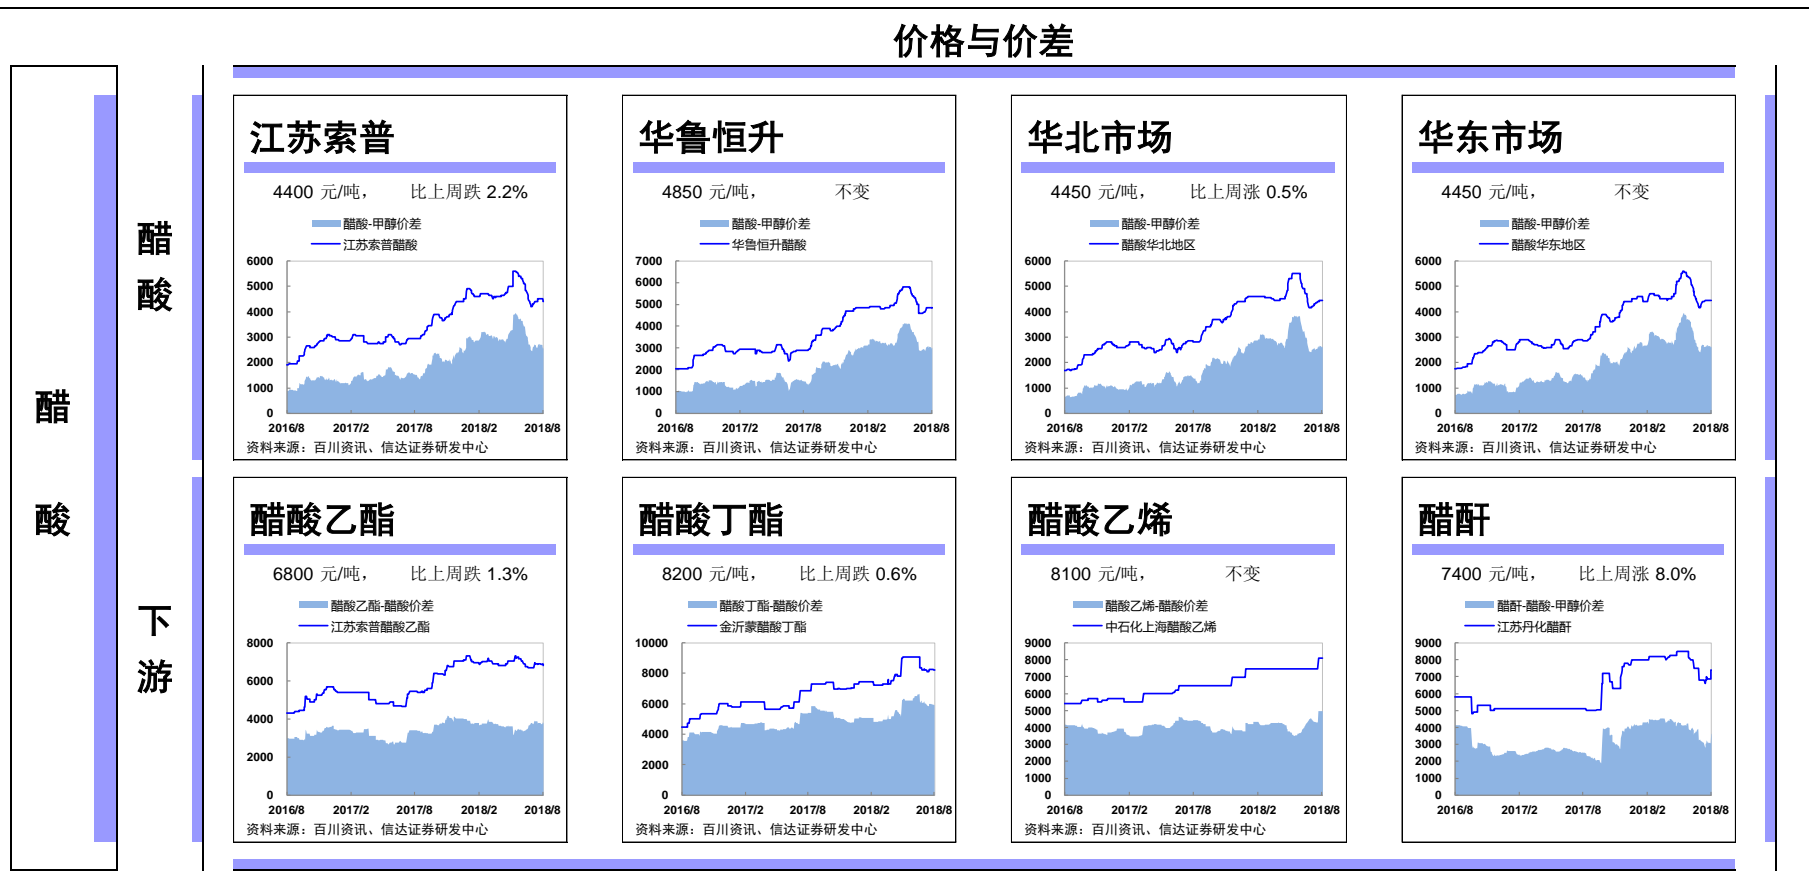 价格与价差
醋
酸
醋
酸
江苏索普
4400 元/吨， 比上周跌 2.2%
醋酸-甲醇价差
江苏索普醋酸
6000
5000
4000
3000
2000
1000
0
2016/8 2017/2 2017/8 2018/2 2018/8
资料来源：百川资讯、信达证券研发中心
华鲁恒升
4850 元/吨， 不变
醋酸-甲醇价差
华鲁恒升醋酸
7000
6000
5000
4000
3000
2000
1000
0
2016/8 2017/2 2017/8 2018/2 2018/8
资料来源：百川资讯、信达证券研发中心
华北市场
4450 元/吨， 比上周涨 0.5%
醋酸-甲醇价差
醋酸华北地区
6000
5000
4000
3000
2000
1000
0
2016/8 2017/2 2017/8 2018/2 2018/8
资料来源：百川资讯、信达证券研发中心
华东市场
4450 元/吨， 不变
醋酸-甲醇价差
醋酸华东地区
6000
5000
4000
3000
2000
1000
0
2016/8 2017/2 2017/8 2018/2 2018/8
资料来源：百川资讯、信达证券研发中心
下
游
醋酸乙酯
6800 元/吨， 比上周跌 1.3%
醋酸乙酯-醋酸价差
江苏索普醋酸乙酯
8000
6000
4000
2000
0
2016/8 2017/2 2017/8 2018/2 2018/8
资料来源：百川资讯、信达证券研发中心
醋酸丁酯
8200 元/吨， 比上周跌 0.6%
醋酸丁酯-醋酸价差
金沂蒙醋酸丁酯
10000
8000
6000
4000
2000
0
2016/8 2017/2 2017/8 2018/2 2018/8
资料来源：百川资讯、信达证券研发中心
醋酸乙烯
8100 元/吨， 不变
醋酸乙烯-醋酸价差
中石化上海醋酸乙烯
9000
8000
7000
6000
5000
4000
3000
2000
1000
0
2016/8 2017/2 2017/8 2018/2 2018/8
资料来源：百川资讯、信达证券研发中心
醋酐
7400 元/吨， 比上周涨 8.0%
醋酐-醋酸-甲醇价差
江苏丹化醋酐
9000
8000
7000
6000
5000
4000
3000
2000
1000
0
2016/8 2017/2 2017/8 2018/2 2018/8
资料来源：百川资讯、信达证券研发中心